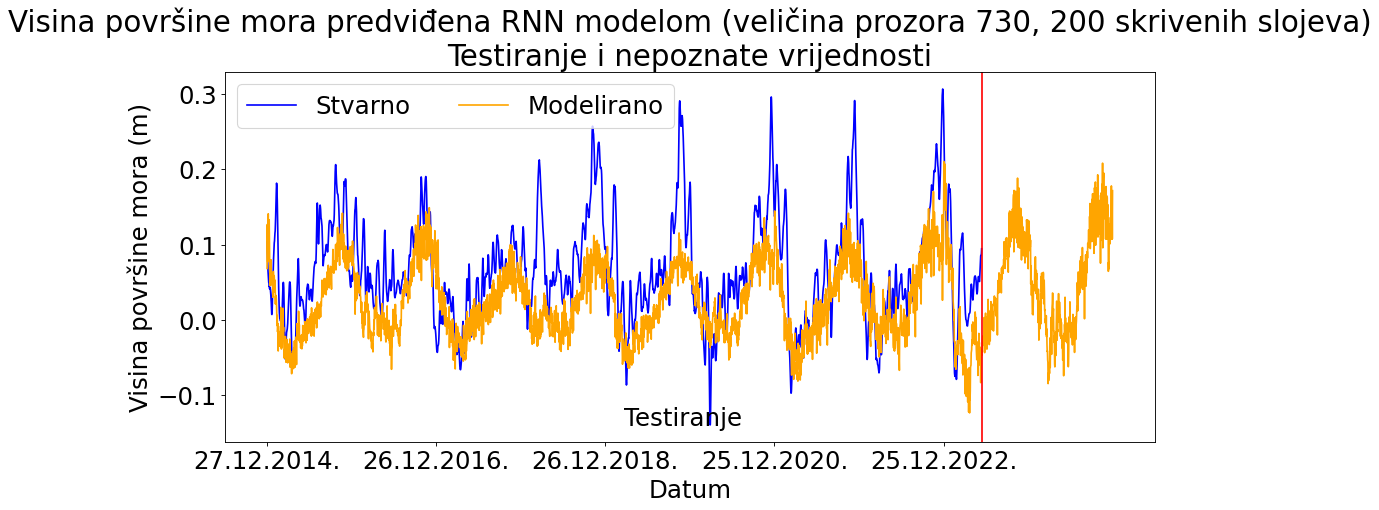 Visina površine mora predviđena RNN modelom (veličina prozora 730, 200 skrivenih slojeva)
Testiranje i nepoznate vrijednosti
Stvarno Modelirano
Visina površine mora (m)
0.3
0.2
0.1
0.0
−0.1
Testiranje
27.12.2014. 26.12.2016. 26.12.2018. 25.12.2020. 25.12.2022.
Datum